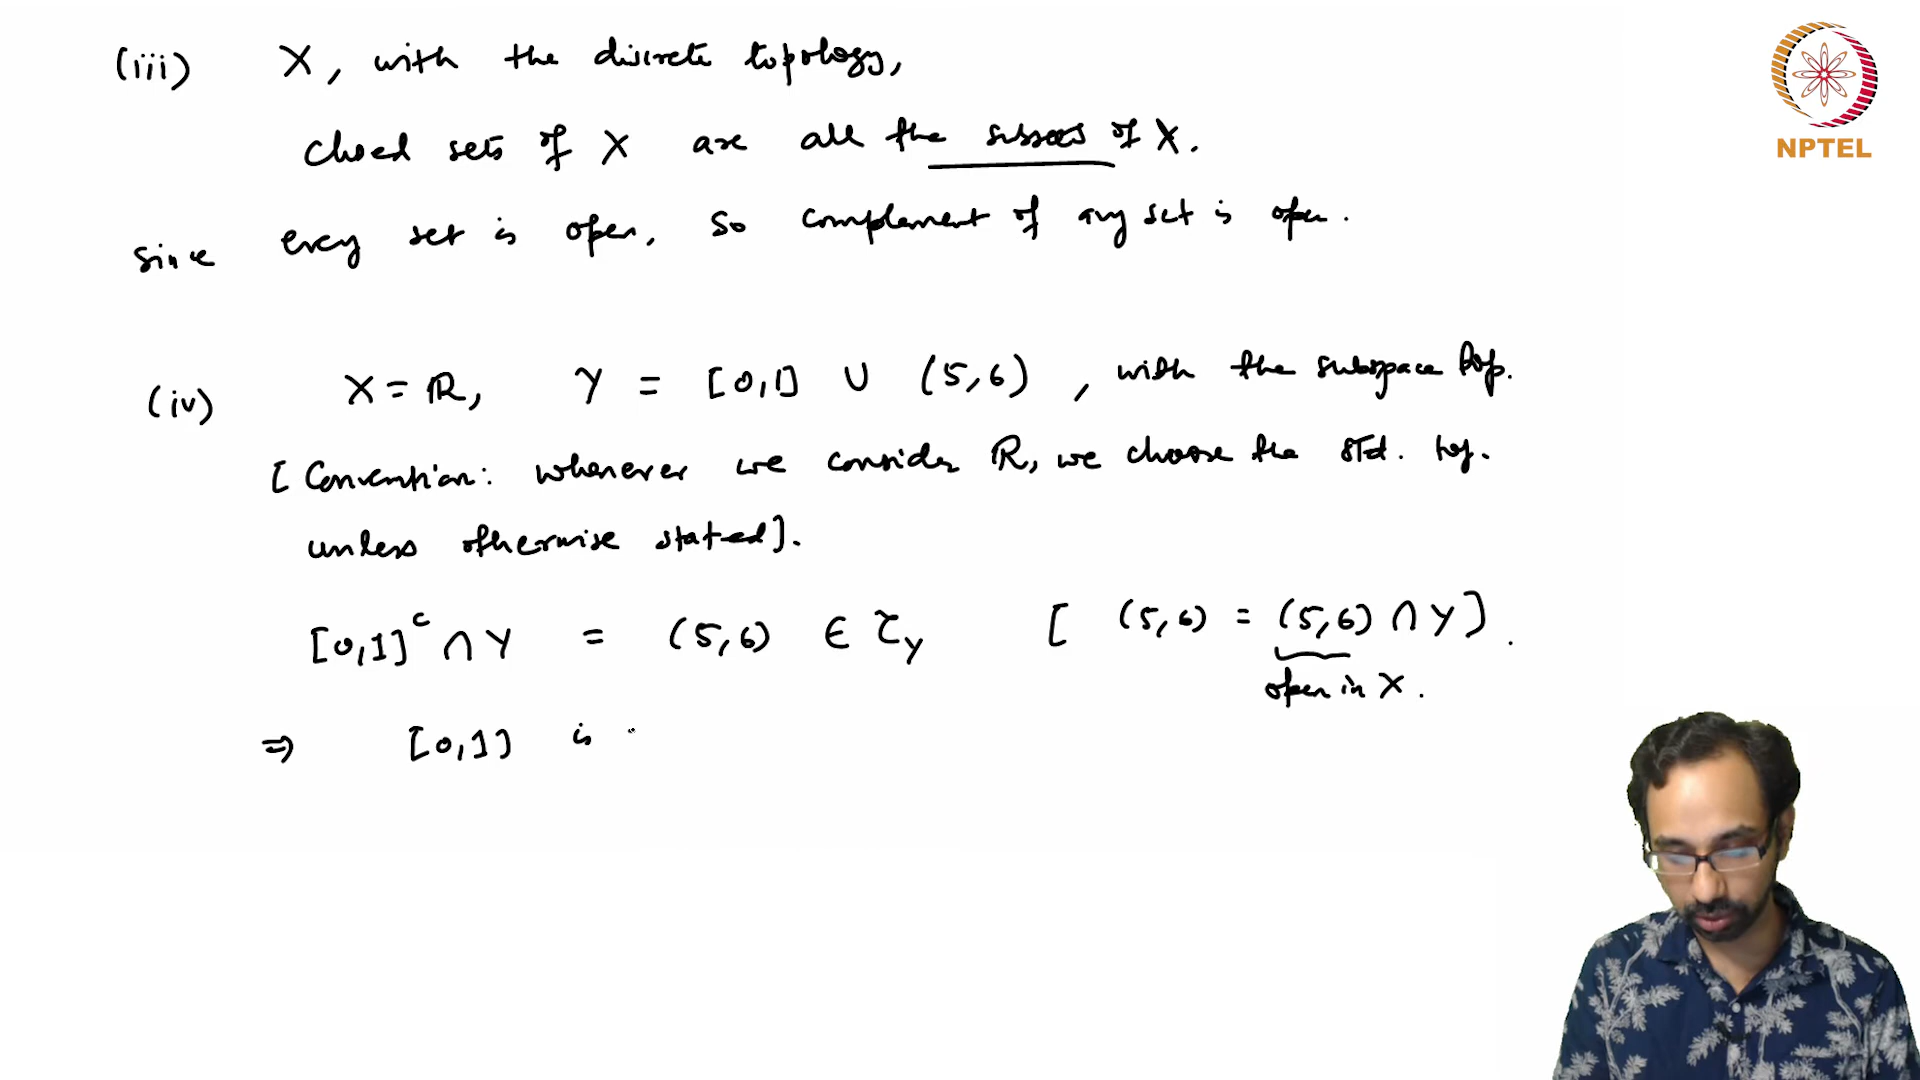 (iii) X, with the discrete topology,
NPTEL
closed sets of X are all the subsets of X.
since every set is open, so complement of any set is open.
(iv) X = ℝ, Y = [0,1] ∪ (5,6), with the subspace top.
[Convention: whenever we consider ℝ, we choose the std. top.
unless otherwise stated].
[0,1]ᶜ ∩ Y = (5,6) ∈ τ_Y [ (5,6) = (5,6) ∩ Y ].
open in X.
⇒ [0,1] is